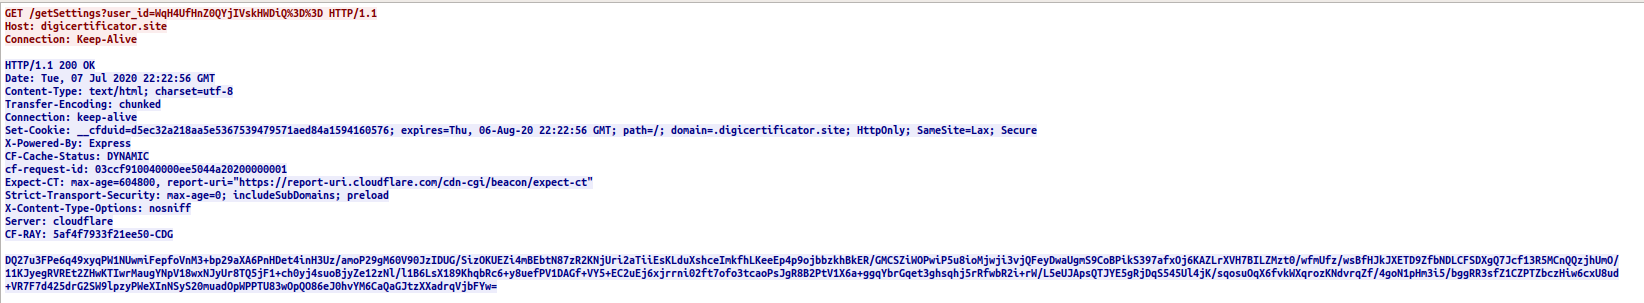 GET /getSettings?user_id=WqH4UfHnZ0QYjIVskHWDiQ%3D%3D HTTP/1.1
Host: digicertificator.site
Connection: Keep-Alive
HTTP/1.1 200 OK
Date: Tue, 07 Jul 2020 22:22:56 GMT
Content-Type: text/html; charset=utf-8
Transfer-Encoding: chunked
Connection: keep-alive
Set-Cookie: __cfduid=d5ec32a218aa5e5367539479571aed84a1594160576; expires=Thu, 06-Aug-20 22:22:56 GMT; path=/; domain=.digicertificator.site; HttpOnly; SameSite=Lax; Secure
X-Powered-By: Express
CF-Cache-Status: DYNAMIC
cf-request-id: 03ccf910040000ee5044a20200000001
Expect-CT: max-age=604800, report-uri="https://report-uri.cloudflare.com/cdn-cgi/beacon/expect-ct"
Strict-Transport-Security: max-age=0; includeSubDomains; preload
X-Content-Type-Options: nosniff
Server: cloudflare
CF-RAY: 5af4f7933f21ee50-CDG
DQ27u3FPe6q49xyqPW1NUwmiFepfoVnM3+bp29aXA6PnHDet4inH3Uz/amoP29gM60V90JzIDUG/SizOKUEZi4mBEbtN87zR2KNjUri2aTiiEsKLduXshceImkfhLKeeEp4p9ojbbzkhBkER/GMCSZiWOPwiP5u8ioMjwji3vjQFeyDwaUgmS9CoBPikS397afxOj6KAZLrXVH7BILZMzt0/wfmUfz/wsBfHJkJXETD9ZfbNDLCFSDXgQ7Jcf13R5MCnQQzjhUmO/
11KJyegRVREt2ZHwKTIwrMaugYNpV18wxNJyUr8TQ5jF1+ch0yj4suoBjyZe12zNl/l1B6LsX189KhqbRc6+y8uefPV1DAGf+VY5+EC2uEj6xjrrni02ft7ofo3tcaoPsJgR8B2PtV1X6a+ggqYbrGqet3ghsqhj5rRfwbR2i+rW/L5eUJApsQTJYE5gRjDqS545Ul4jK/sqosuOqX6fvkWXqrozKNdvrqZf/4goN1pHm3i5/bggRR3sfZ1CZPTZbczHiw6cxU8ud
+VR7F7d425drG2SW9lpzyPWeXInNSyS20muadOpWPPTU83wOpQO86eJ0hvYM6CaQaGJtzXXadrqVjbFYw=